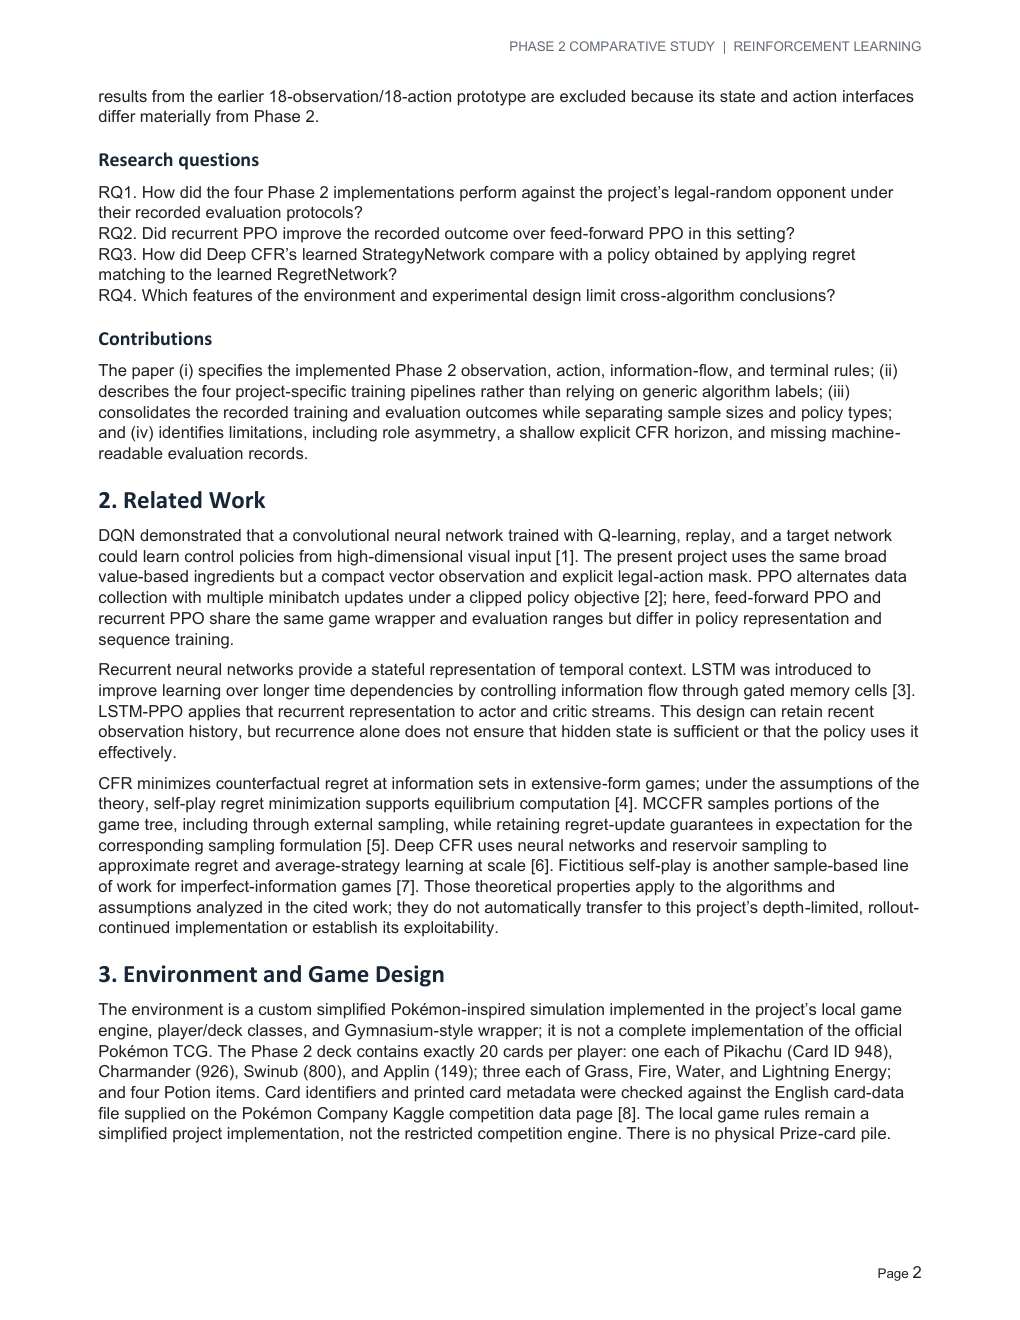 PHASE 2 COMPARATIVE STUDY | REINFORCEMENT LEARNING
results from the earlier 18-observation/18-action prototype are excluded because its state and action interfaces
differ materially from Phase 2.
Research questions
RQ1. How did the four Phase 2 implementations perform against the project’s legal-random opponent under
their recorded evaluation protocols?
RQ2. Did recurrent PPO improve the recorded outcome over feed-forward PPO in this setting?
RQ3. How did Deep CFR’s learned StrategyNetwork compare with a policy obtained by applying regret
matching to the learned RegretNetwork?
RQ4. Which features of the environment and experimental design limit cross-algorithm conclusions?
Contributions
The paper (i) specifies the implemented Phase 2 observation, action, information-flow, and terminal rules; (ii)
describes the four project-specific training pipelines rather than relying on generic algorithm labels; (iii)
consolidates the recorded training and evaluation outcomes while separating sample sizes and policy types;
and (iv) identifies limitations, including role asymmetry, a shallow explicit CFR horizon, and missing machine-
readable evaluation records.
2. Related Work
DQN demonstrated that a convolutional neural network trained with Q-learning, replay, and a target network
could learn control policies from high-dimensional visual input [1]. The present project uses the same broad
value-based ingredients but a compact vector observation and explicit legal-action mask. PPO alternates data
collection with multiple minibatch updates under a clipped policy objective [2]; here, feed-forward PPO and
recurrent PPO share the same game wrapper and evaluation ranges but differ in policy representation and
sequence training.
Recurrent neural networks provide a stateful representation of temporal context. LSTM was introduced to
improve learning over longer time dependencies by controlling information flow through gated memory cells [3].
LSTM-PPO applies that recurrent representation to actor and critic streams. This design can retain recent
observation history, but recurrence alone does not ensure that hidden state is sufficient or that the policy uses it
effectively.
CFR minimizes counterfactual regret at information sets in extensive-form games; under the assumptions of the
theory, self-play regret minimization supports equilibrium computation [4]. MCCFR samples portions of the
game tree, including through external sampling, while retaining regret-update guarantees in expectation for the
corresponding sampling formulation [5]. Deep CFR uses neural networks and reservoir sampling to
approximate regret and average-strategy learning at scale [6]. Fictitious self-play is another sample-based line
of work for imperfect-information games [7]. Those theoretical properties apply to the algorithms and
assumptions analyzed in the cited work; they do not automatically transfer to this project’s depth-limited, rollout-
continued implementation or establish its exploitability.
3. Environment and Game Design
The environment is a custom simplified Pokémon-inspired simulation implemented in the project’s local game
engine, player/deck classes, and Gymnasium-style wrapper; it is not a complete implementation of the official
Pokémon TCG. The Phase 2 deck contains exactly 20 cards per player: one each of Pikachu (Card ID 948),
Charmander (926), Swinub (800), and Applin (149); three each of Grass, Fire, Water, and Lightning Energy;
and four Potion items. Card identifiers and printed card metadata were checked against the English card-data
file supplied on the Pokémon Company Kaggle competition data page [8]. The local game rules remain a
simplified project implementation, not the restricted competition engine. There is no physical Prize-card pile.
Page 2